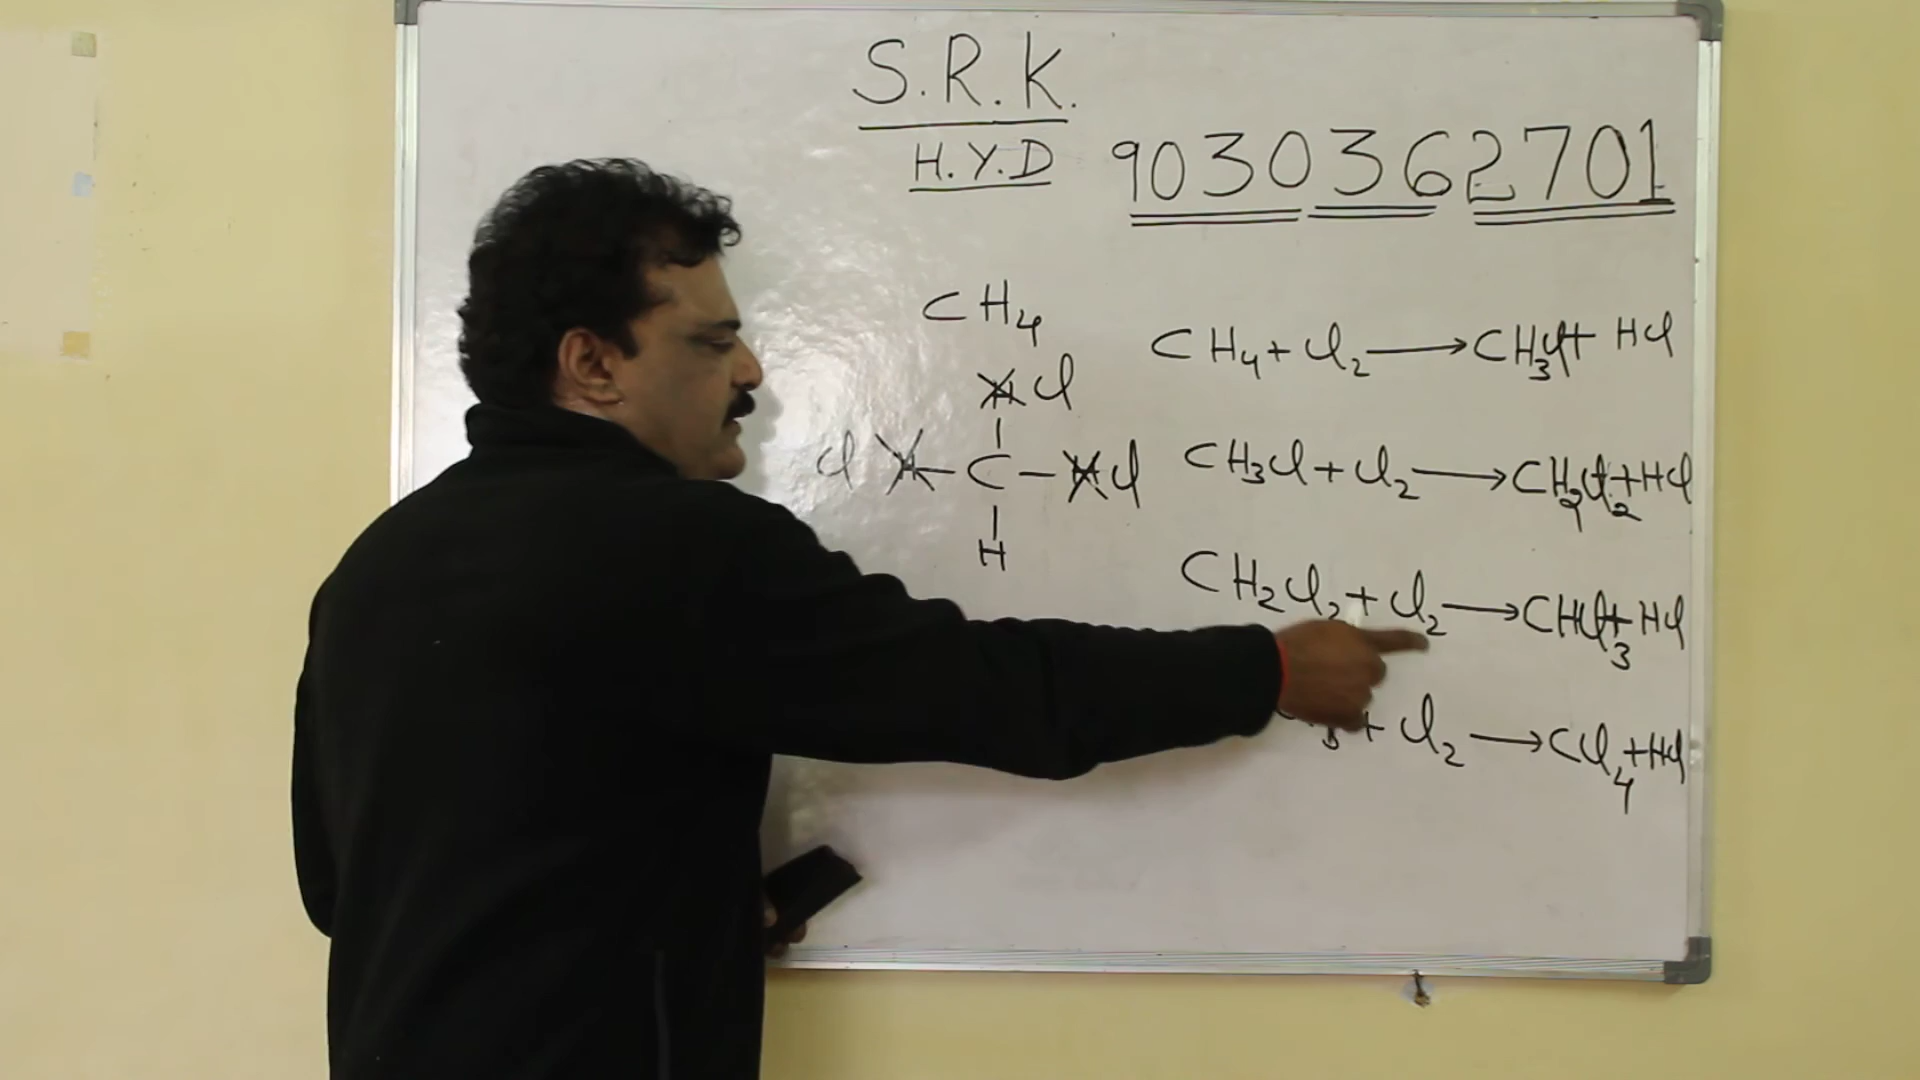 S.R.K.
H.Y.D
9030362701
CH4
H Cl
Cl H — C — H Cl
H
CH4 + Cl2 → CH3Cl + HCl
CH3Cl + Cl2 → CH2Cl2 + HCl
CH2Cl2 + Cl2 → CHCl3 + HCl
+ Cl2 → CCl4 + HCl